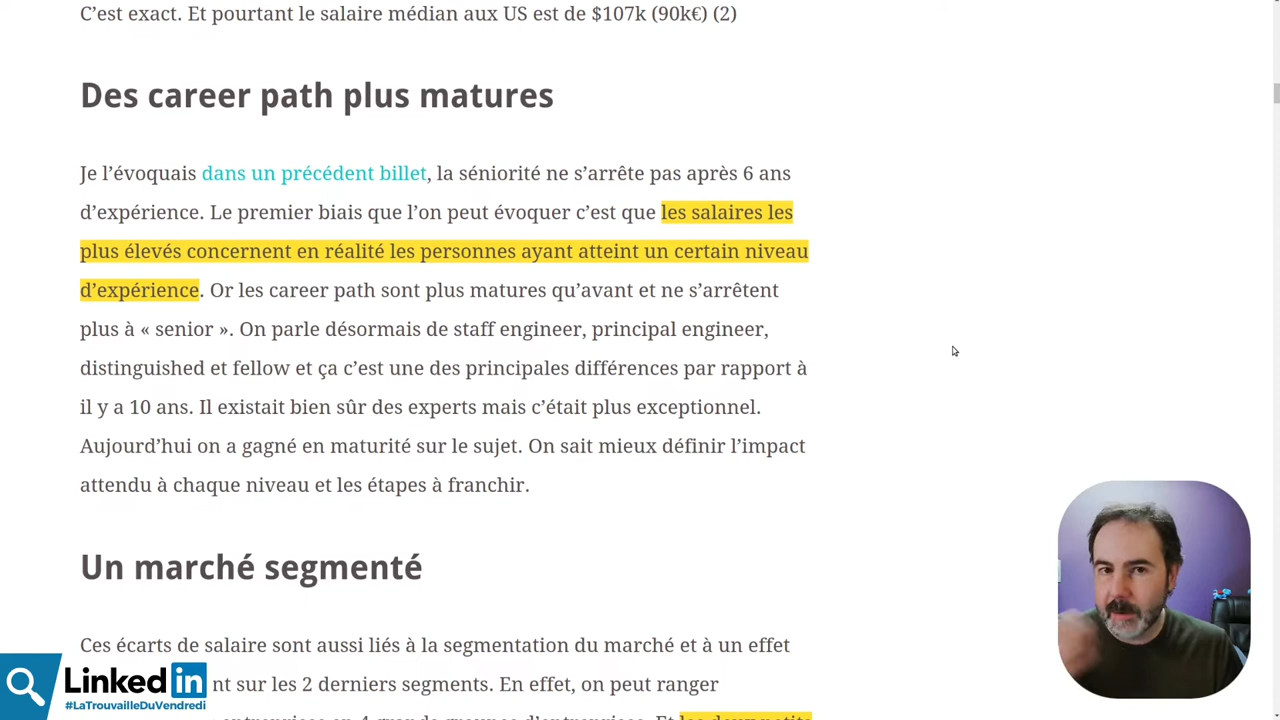 C’est exact. Et pourtant le salaire médian aux US est de $107k (90k€) (2)
Des career path plus matures
Je l’évoquais dans un précédent billet, la séniorité ne s’arrête pas après 6 ans
d’expérience. Le premier biais que l’on peut évoquer c’est que les salaires les
plus élevés concernent en réalité les personnes ayant atteint un certain niveau
d’expérience. Or les career path sont plus matures qu’avant et ne s’arrêtent
plus à « senior ». On parle désormais de staff engineer, principal engineer,
distinguished et fellow et ça c’est une des principales différences par rapport à
il y a 10 ans. Il existait bien sûr des experts mais c’était plus exceptionnel.
Aujourd’hui on a gagné en maturité sur le sujet. On sait mieux définir l’impact
attendu à chaque niveau et les étapes à franchir.
Un marché segmenté
Ces écarts de salaire sont aussi liés à la segmentation du marché et à un effet
nt sur les 2 derniers segments. En effet, on peut ranger
Linked in
#LaTrouvailleDuVendredi